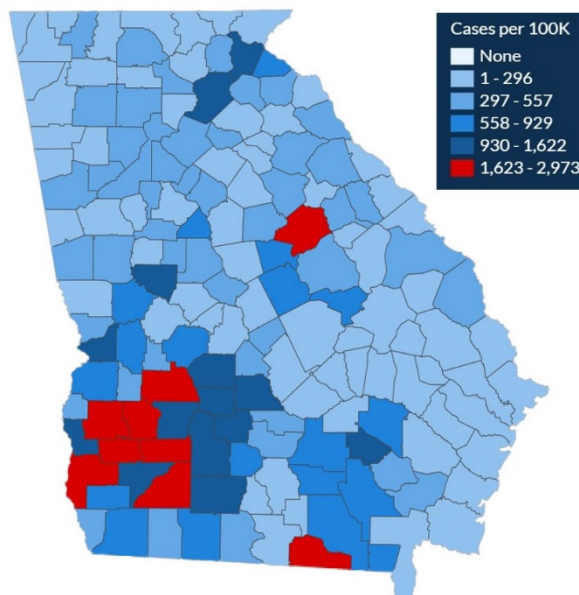 Cases per 100K
None
1 - 296
297 - 557
558 - 929
930 - 1,622
1,623 - 2,973